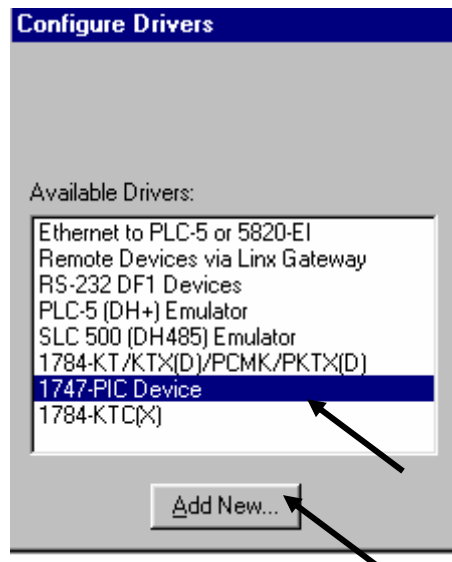 Configure Drivers
Available Drivers:
Ethernet to PLC-5 or 5820-EI
Remote Devices via Linx Gateway
RS-232 DF1 Devices
PLC-5 (DH+) Emulator
SLC 500 (DH485) Emulator
1784-KT/KTX(D)/PCMK/PKTX(D)
1747-PIC Device
1784-KTC(X)
Add New...